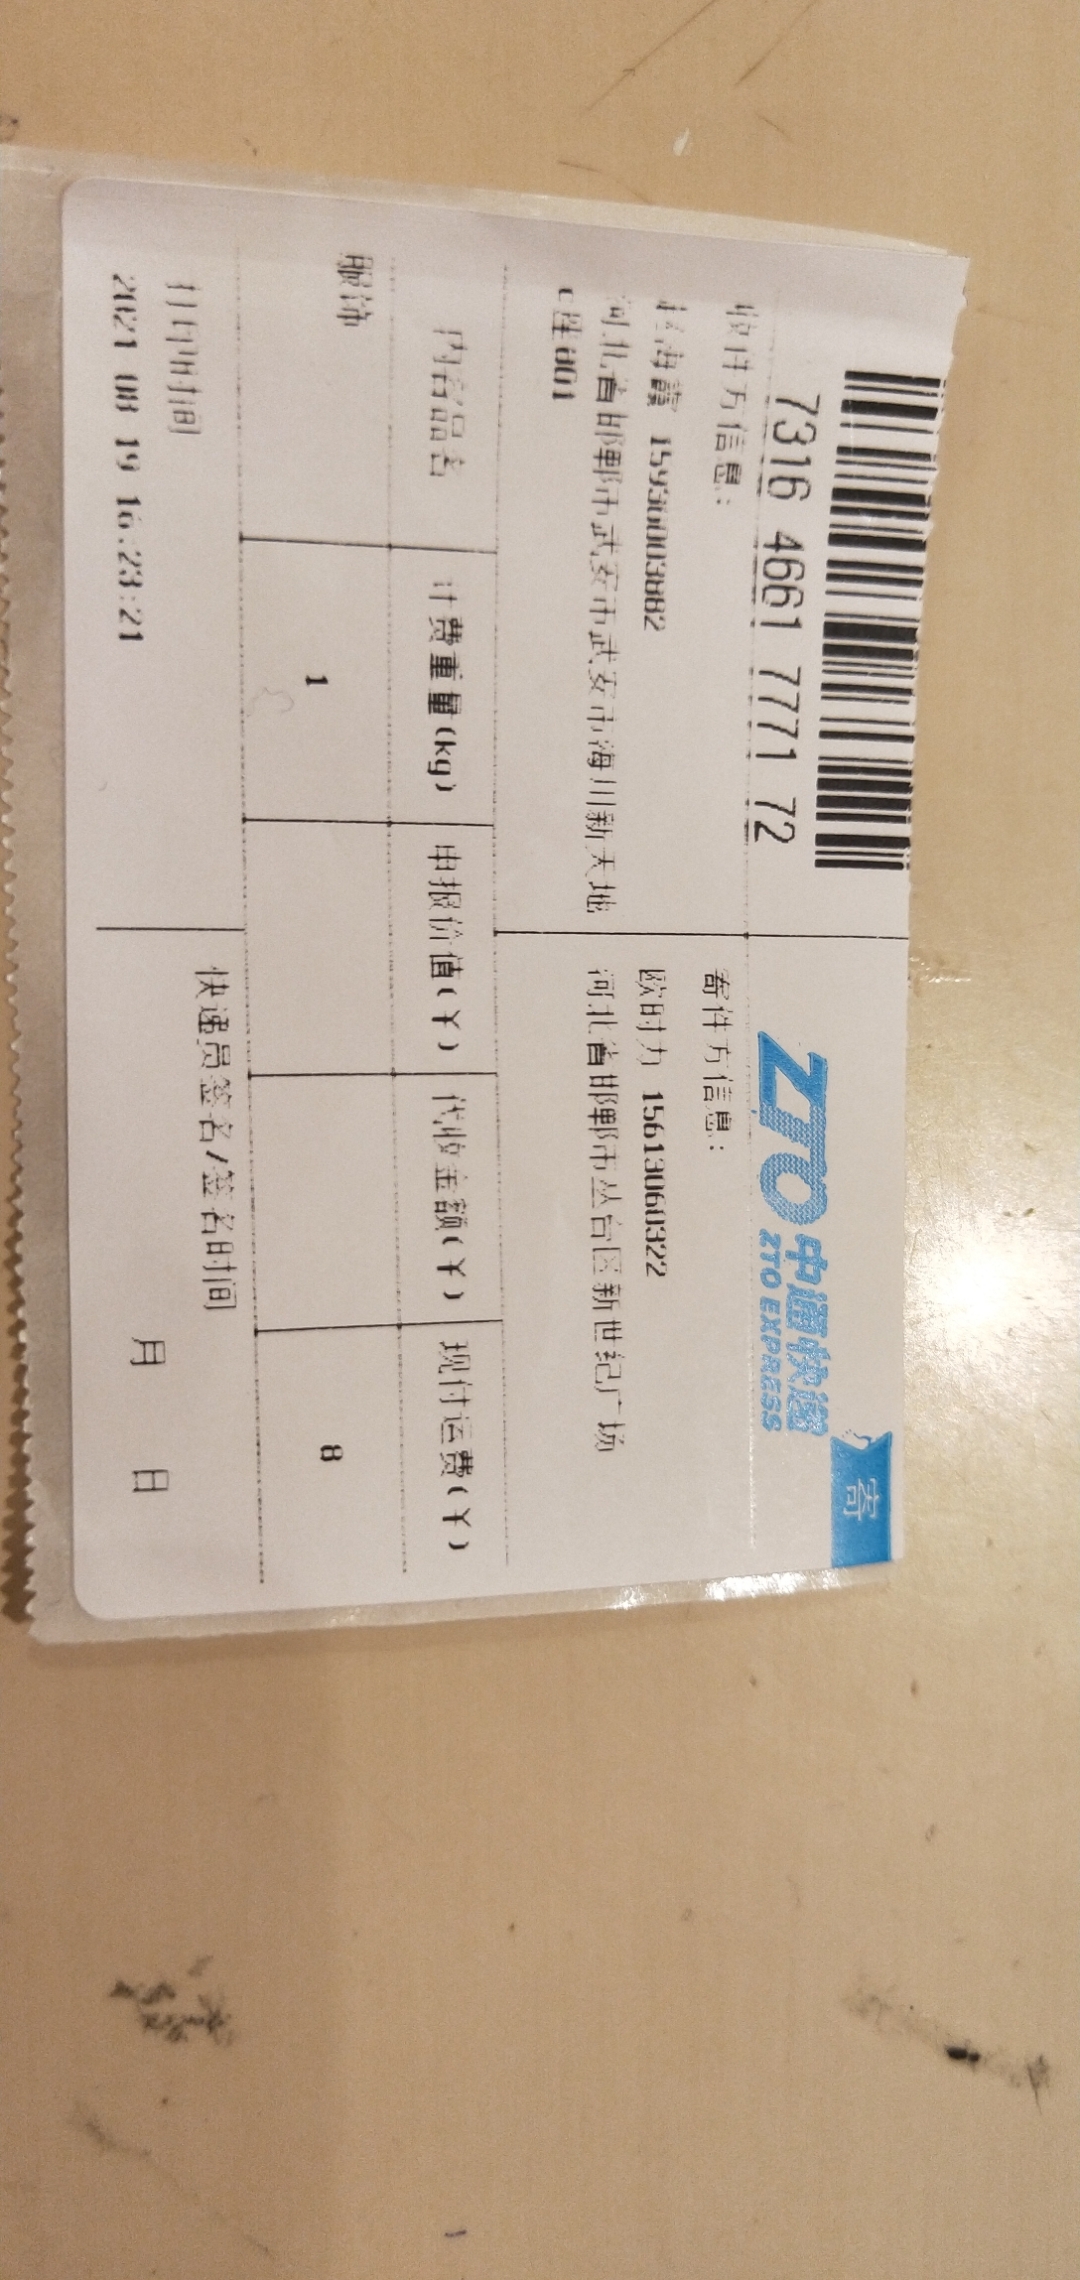 7316 4661 7771 72
ZTO 中通快递
ZTO EXPRESS
寄
收件方信息:
海霞 15930003882
河北省邯郸市武安市武安市海川新天地
c座801
寄件方信息:
欧时力 15613060322
河北省邯郸市丛台区新世纪广场
内容品名 计费重量(kg) 申报价值(¥) 代收金额(¥) 现付运费(¥)
服饰 1 8
打印时间
2021 08 19 16:23:21
快递员签名/签名时间
月 日